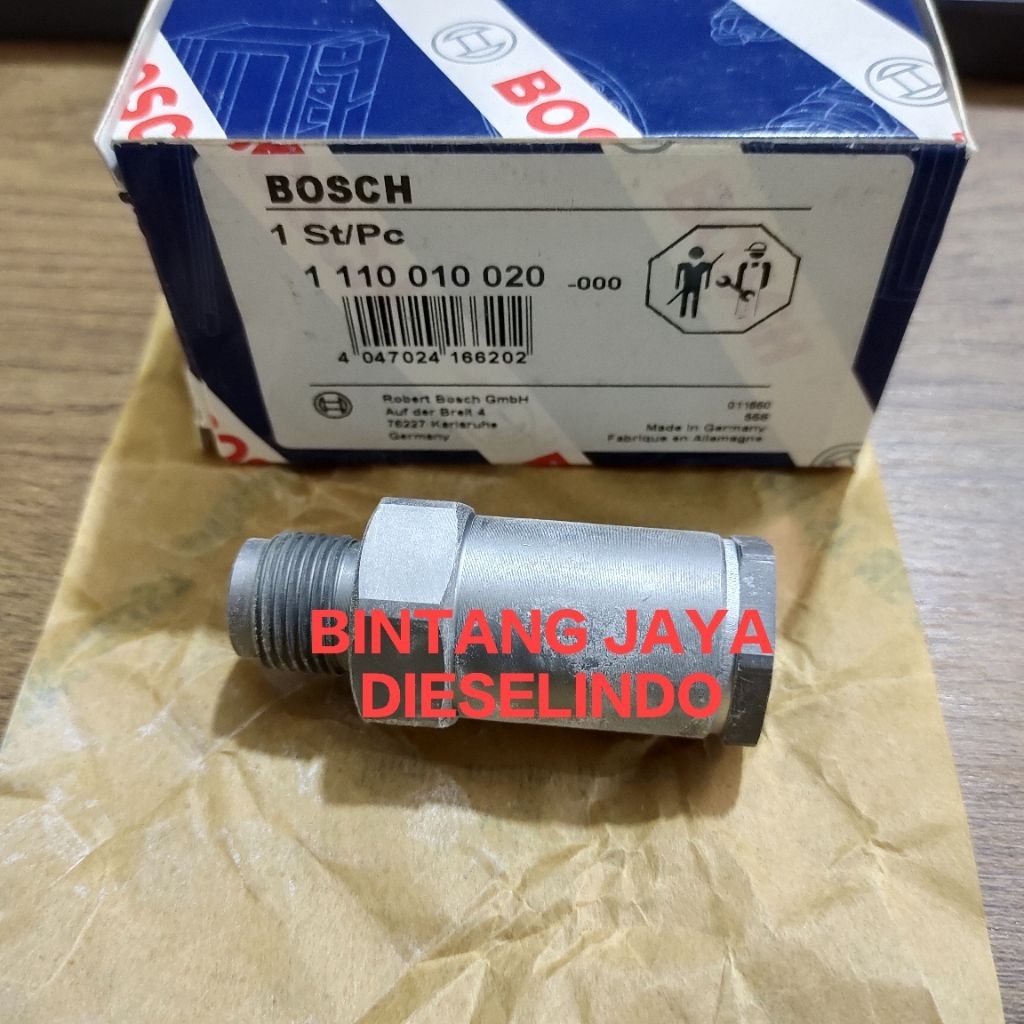 BOSCH
BOSCH
1 St/Pc
1 110 010 020 -000
4 047024 166202
Robert Bosch GmbH
Auf der Breit 4
76227 Karlsruhe
Germany
Made in Germany
Fabrique en Allemagne
BINTANG JAYA
DIESELINDO